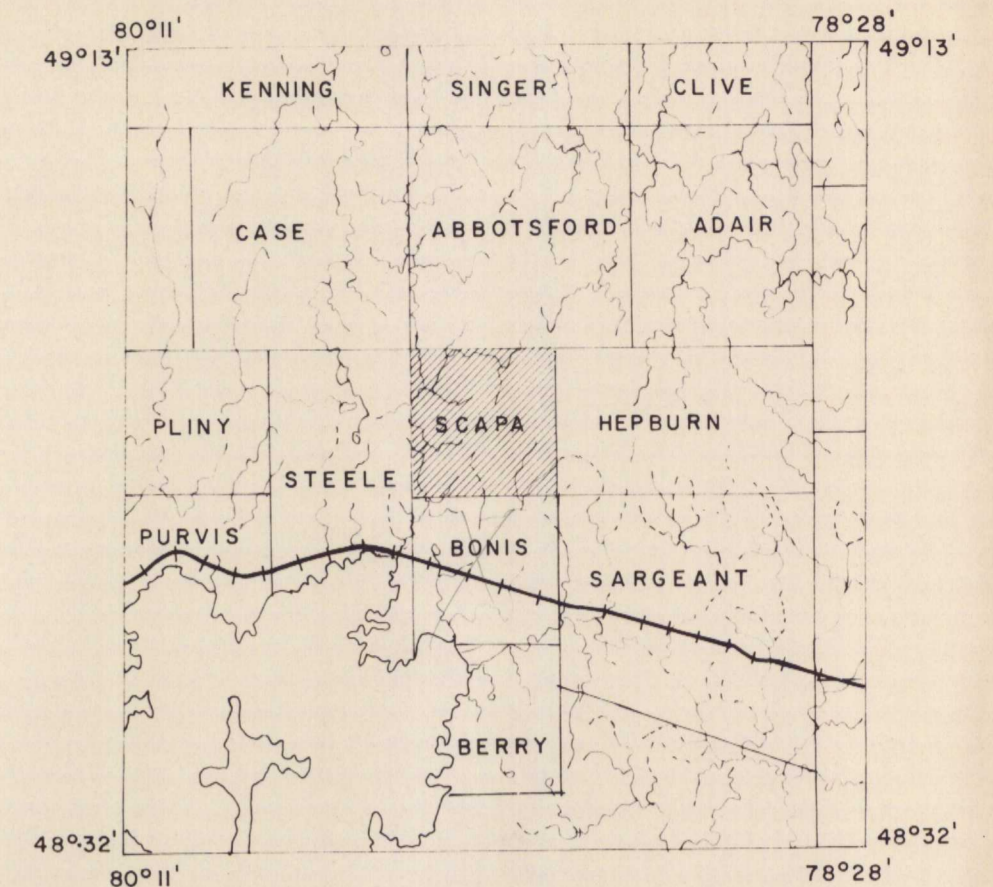 80°11'
78°28'
49°13'
49°13'
KENNING
SINGER
CLIVE
CASE
ABBOTSFORD
ADAIR
PLINY
SCAPA
HEPBURN
STEELE
PURVIS
BONIS
SARGEANT
BERRY
48°32'
48°32'
80°11'
78°28'